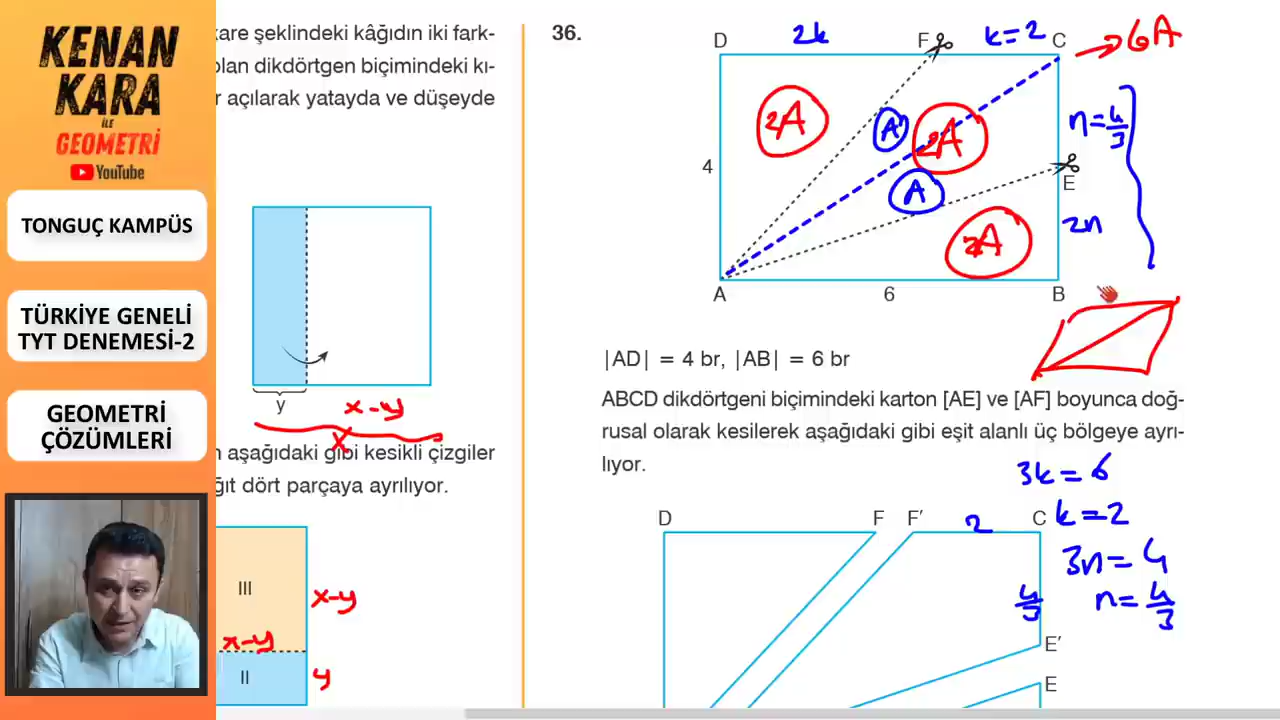 KENAN
KARA
İLE
GEOMETRİ
YouTube
TONGUÇ KAMPÜS
TÜRKİYE GENELİ
TYT DENEMESİ-2
GEOMETRİ
ÇÖZÜMLERİ
kare şeklindeki kâğıdın iki fark-
olan dikdörtgen biçimindeki kı-
r açılarak yatayda ve düşeyde
y
x-y
x
aşağıdaki gibi kesikli çizgiler
ğıt dört parçaya ayrılıyor.
III
x-y
x-y
II
y
36.
D
2k
F
k=2
C
6A
2A
A
2A
n=4/3
4
E
A
2n
2A
A
6
B
|AD| = 4 br, |AB| = 6 br
ABCD dikdörtgeni biçimindeki karton [AE] ve [AF] boyunca doğ-
rusal olarak kesilerek aşağıdaki gibi eşit alanlı üç bölgeye ayrı-
lıyor.
3k=6
k=2
3n=4
n=4/3
D
F
F'
2
C
4/3
E'
E